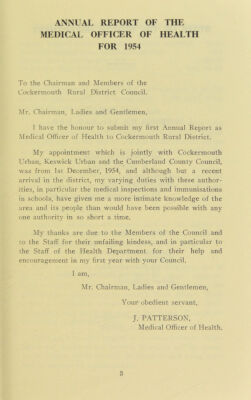 ANNUAL REPORT OF THE
MEDICAL OFFICER OF HEALTH
FOR 1954
To the Chairman and Members of the
Cockermouth Rural District Council.
Mr. Chairman, Ladies and Gentlemen,
I have the honour to submit my first Annual Report as
Medical Officer of Health to Cockermouth Rural District.
My appointment which is jointly with Cockermouth
Urban, Keswick Urban and the Cumberland County Council,
was from 1st December, 1954, and although but a recent
arrival in the district, my varying duties with these author-
ities, in particular the medical inspections and immunisations
in schools, have given me a more intimate knowledge of the
area and its people than would have been possible with any
one authority in so short a time.
My thanks are due to the Members of the Council and
to the Staff for their unfailing kindess, and in particular to
the Staff of the Health Department for their help and
encouragement in my first year with your Council.
I am,
Mr. Chairman, Ladies and Gentlemen,
Your obedient servant,
J. PATTERSON,
Medical Officer of Health.
3